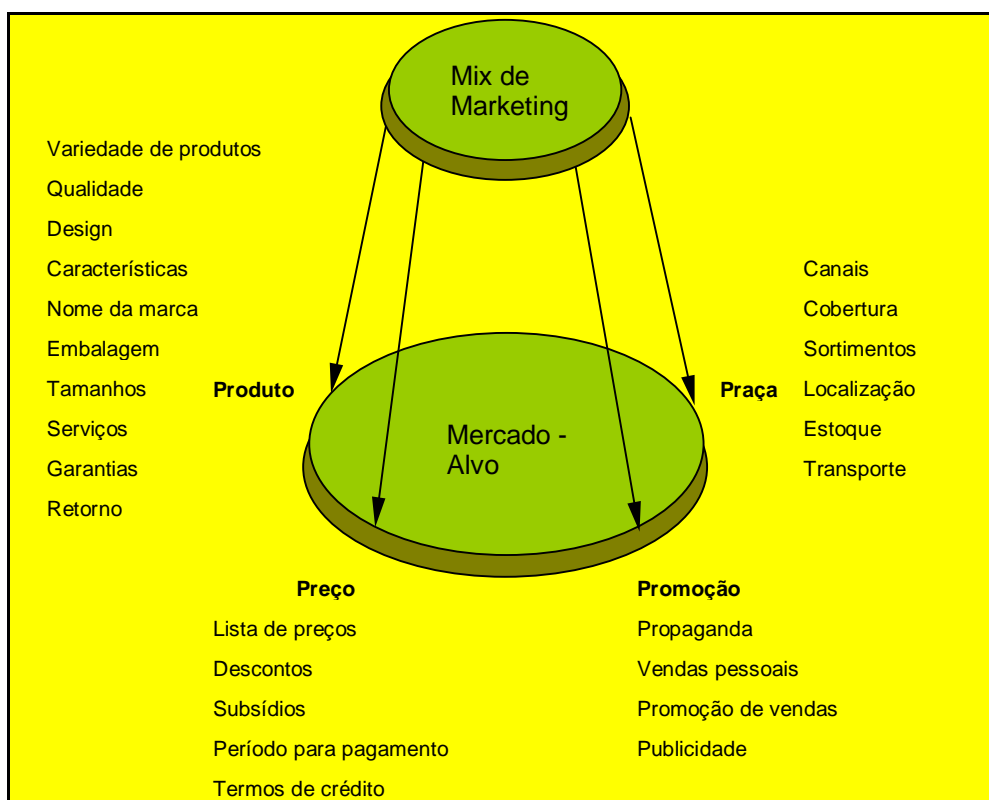 Mix de
Marketing
Variedade de produtos
Qualidade
Design
Características
Nome da marca
Embalagem
Tamanhos
Serviços
Garantias
Retorno
Produto
Mercado -
Alvo
Praça
Canais
Cobertura
Sortimentos
Localização
Estoque
Transporte
Preço
Lista de preços
Descontos
Subsídios
Período para pagamento
Termos de crédito
Promoção
Propaganda
Vendas pessoais
Promoção de vendas
Publicidade